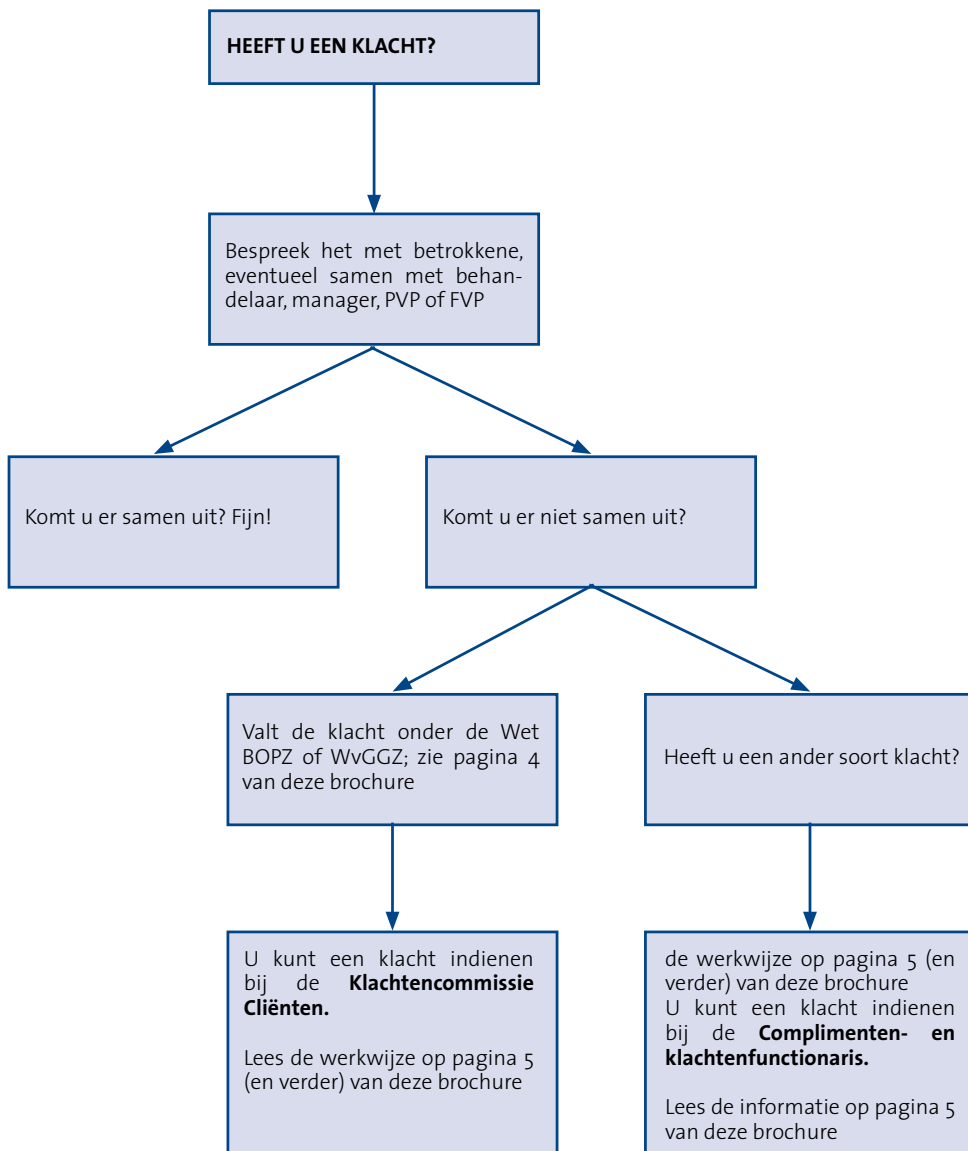 HEEFT U EEN KLACHT?
Bespreek het met betrokkene,
eventueel samen met behan-
delaar, manager, PVP of FVP
Komt u er samen uit? Fijn!
Komt u er niet samen uit?
Valt de klacht onder de Wet
BOPZ of WvGGZ; zie pagina 4
van deze brochure
Heeft u een ander soort klacht?
U kunt een klacht indienen
bij de Klachtencommissie
Cliënten.
Lees de werkwijze op pagina 5
(en verder) van deze brochure
de werkwijze op pagina 5 (en
verder) van deze brochure
U kunt een klacht indienen
bij de Complimenten- en
klachtenfunctionaris.
Lees de informatie op pagina 5
van deze brochure